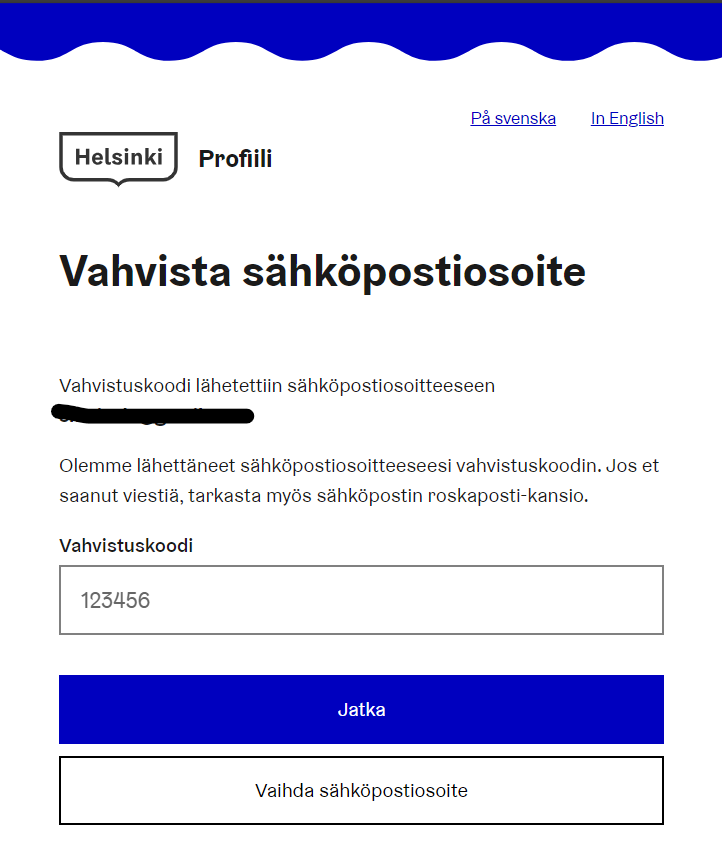 På svenska In English
Helsinki Profiili
Vahvista sähköpostiosoite
Vahvistuskoodi lähetettiin sähköpostiosoitteeseen
Olemme lähettäneet sähköpostiosoitteeseesi vahvistuskoodin. Jos et
saanut viestiä, tarkasta myös sähköpostin roskaposti-kansio.
Vahvistuskoodi
123456
Jatka
Vaihda sähköpostiosoite